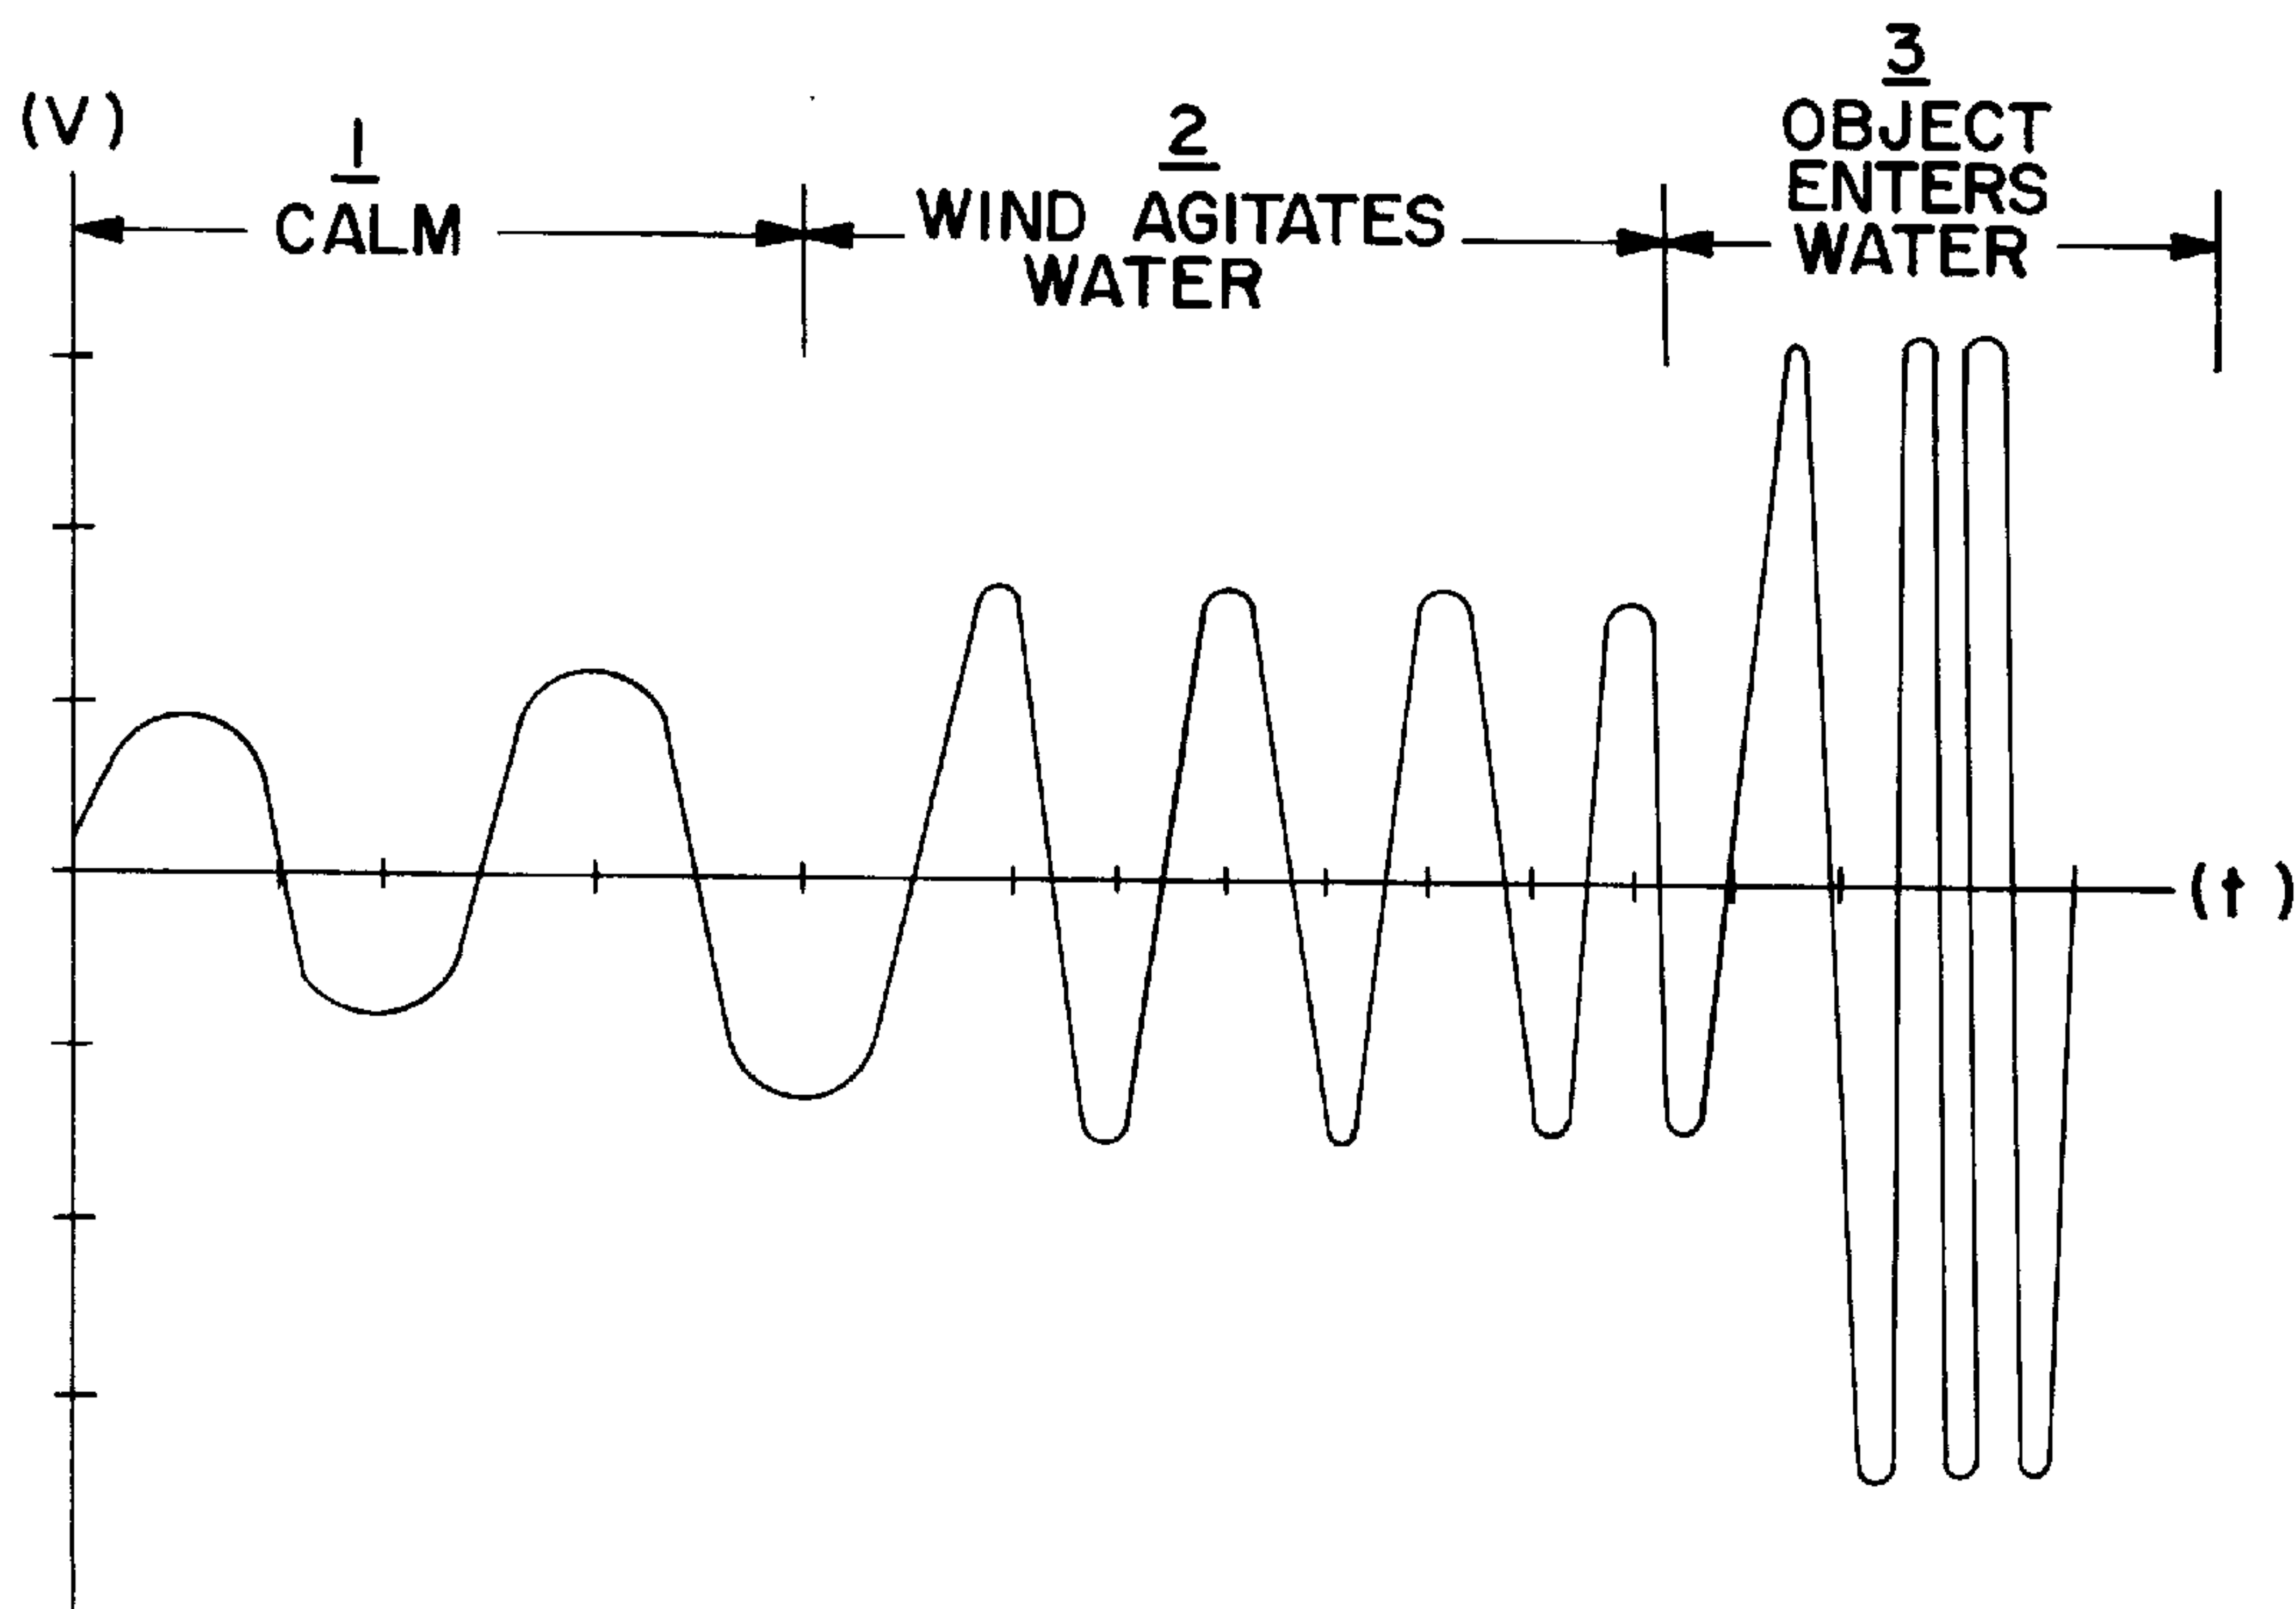 (V)
1
CALM
2
WIND AGITATES
WATER
3
OBJECT
ENTERS
WATER
(t)